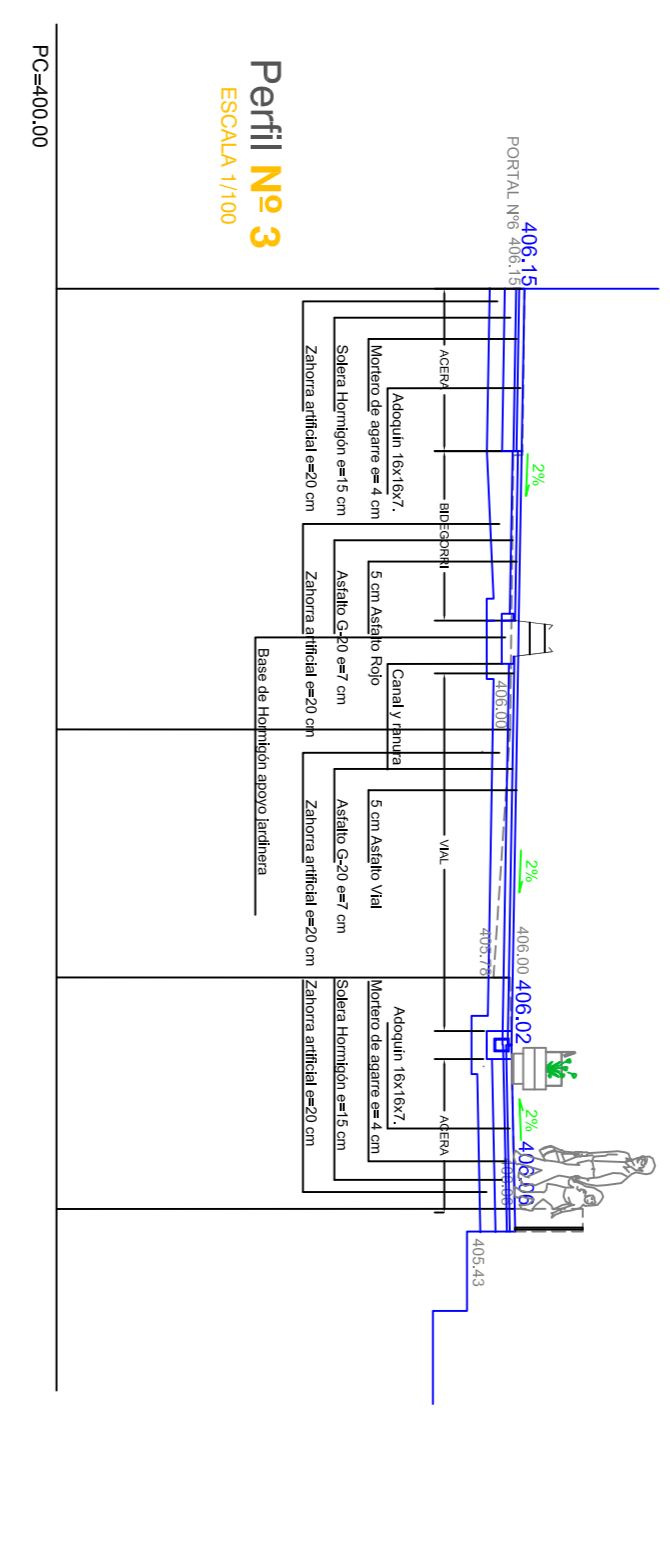 Perfil Nº 3
ESCALA 1/100
PC=400.00
PORTAL Nº6 406.15
406.15
2%
406.00
2%
405.78
406.00
406.02
2%
406.06
405.43
ACERA
BIDEGORRI
VIAL
ACERA
Adoquin 16x16x7.
Mortero de agarre e= 4 cm
Solera Hormigón e=15 cm
Zahorra artificial e=20 cm
5 cm Asfalto Rojo
Asfalto G-20 e=7 cm
Zahorra artificial e=20 cm
Canal y ranura
Base de Hormigón apoyo jardinera
5 cm Asfalto Vial
Asfalto G-20 e=7 cm
Zahorra artificial e=20 cm
Adoquin 16x16x7.
Mortero de agarre e= 4 cm
Solera Hormigón e=15 cm
Zahorra artificial e=20 cm